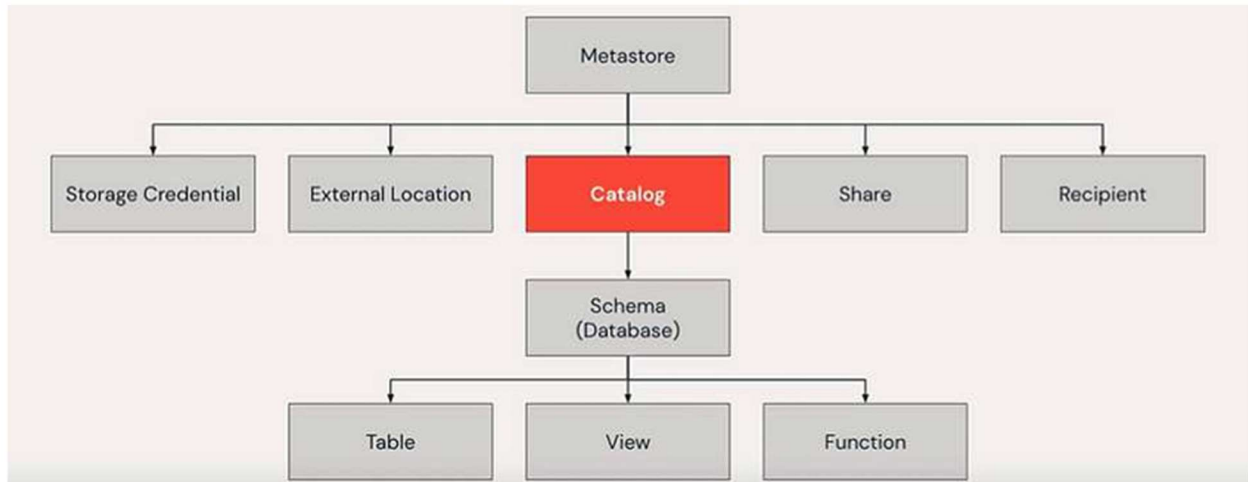 Metastore
Storage Credential
External Location
Catalog
Share
Recipient
Schema
(Database)
Table
View
Function